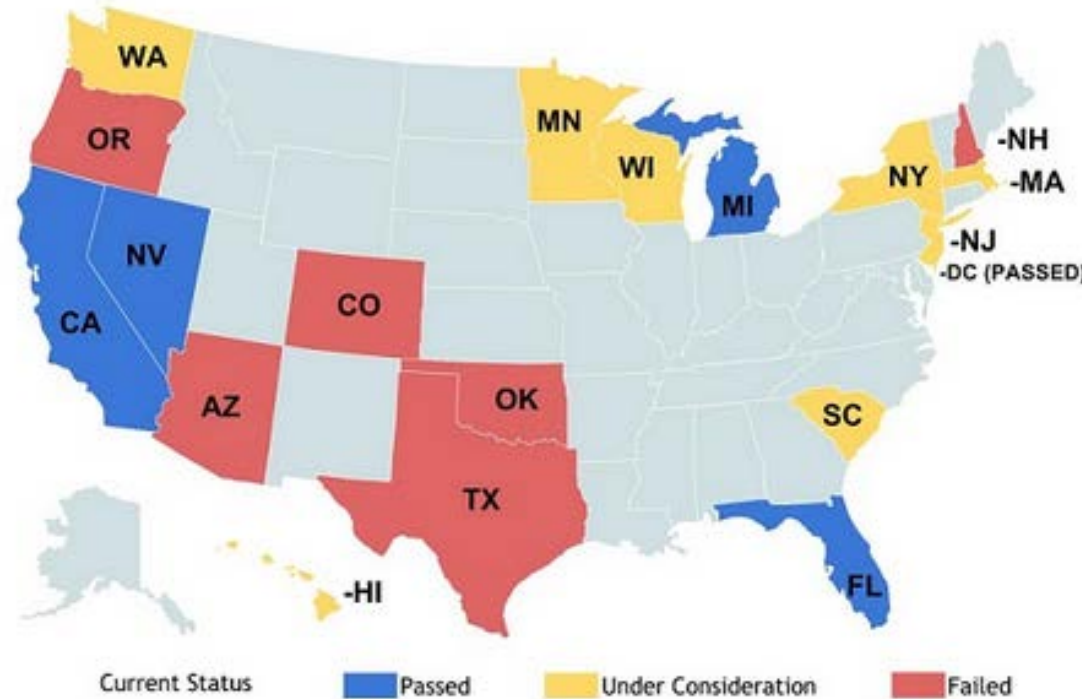 WA
OR
MN
WI
MI
NY
-NH
-MA
-NJ
-DC (PASSED)
NV
CA
CO
AZ
OK
TX
SC
FL
-HI
Current Status
Passed
Under Consideration
Failed